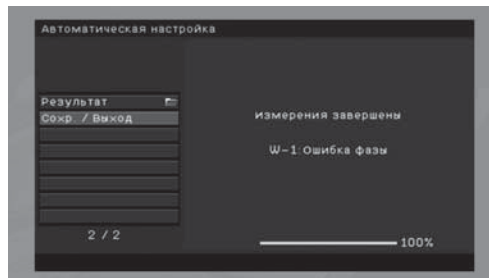 Автоматическая настройка
Результат
Сохр. / Выход
Измерения завершены
W-1:Ошибка фазы
2 / 2
100%